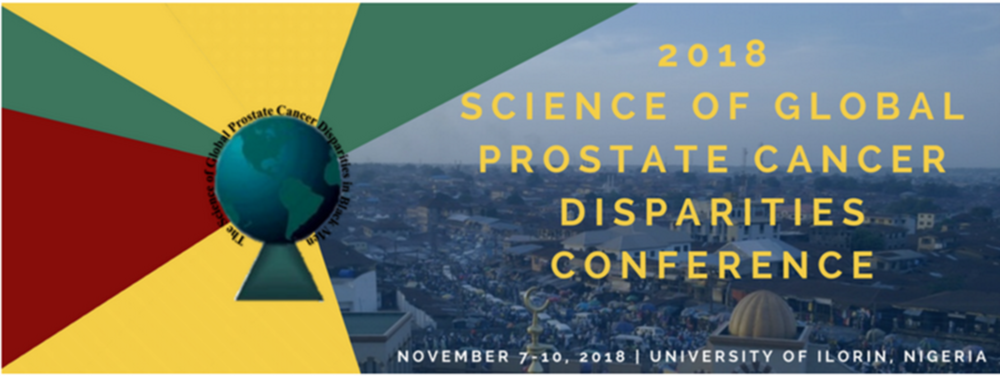 The Science of Global Prostate Cancer Disparities in Black Men
2018
SCIENCE OF GLOBAL
PROSTATE CANCER
DISPARITIES
CONFERENCE
NOVEMBER 7-10, 2018 | UNIVERSITY OF ILORIN, NIGERIA